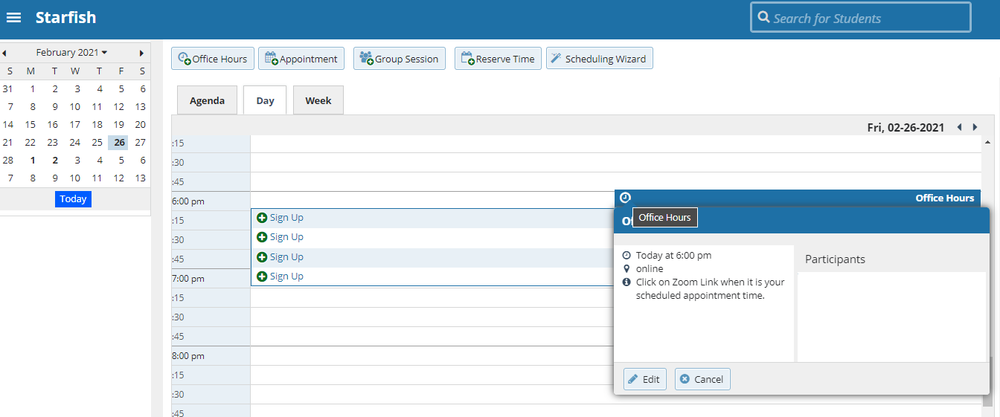 Starfish
Search for Students
February 2021
S M T W T F S
31 1 2 3 4 5 6
7 8 9 10 11 12 13
14 15 16 17 18 19 20
21 22 23 24 25 26 27
28 1 2 3 4 5 6
7 8 9 10 11 12 13
Today
Office Hours Appointment Group Session Reserve Time Scheduling Wizard
Agenda Day Week
Fri, 02-26-2021
:15
:30
:45
6:00 pm
:15
:30
:45
7:00 pm
:15
:30
:45
8:00 pm
:15
:30
:45
Sign Up
Sign Up
Sign Up
Sign Up
Office Hours
Of
Office Hours
Today at 6:00 pm
online
Click on Zoom Link when it is your
scheduled appointment time.
Participants
Edit Cancel